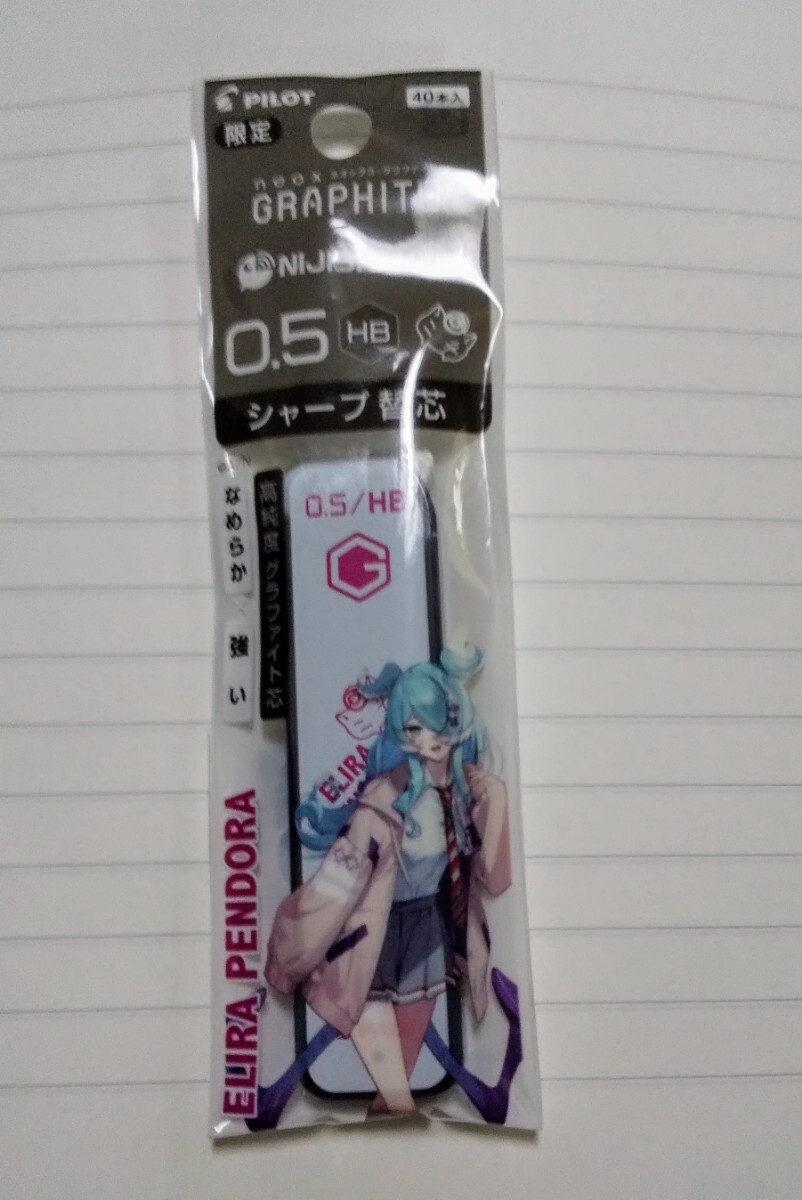 PILOT
40本入
限定
neox
GRAPHIT
NIJIS
0.5 HB
シャープ替芯
なめらか × 強い
高純度 グラファイト芯
0.5/HB
G
ELIRA
ELIRA PENDORA